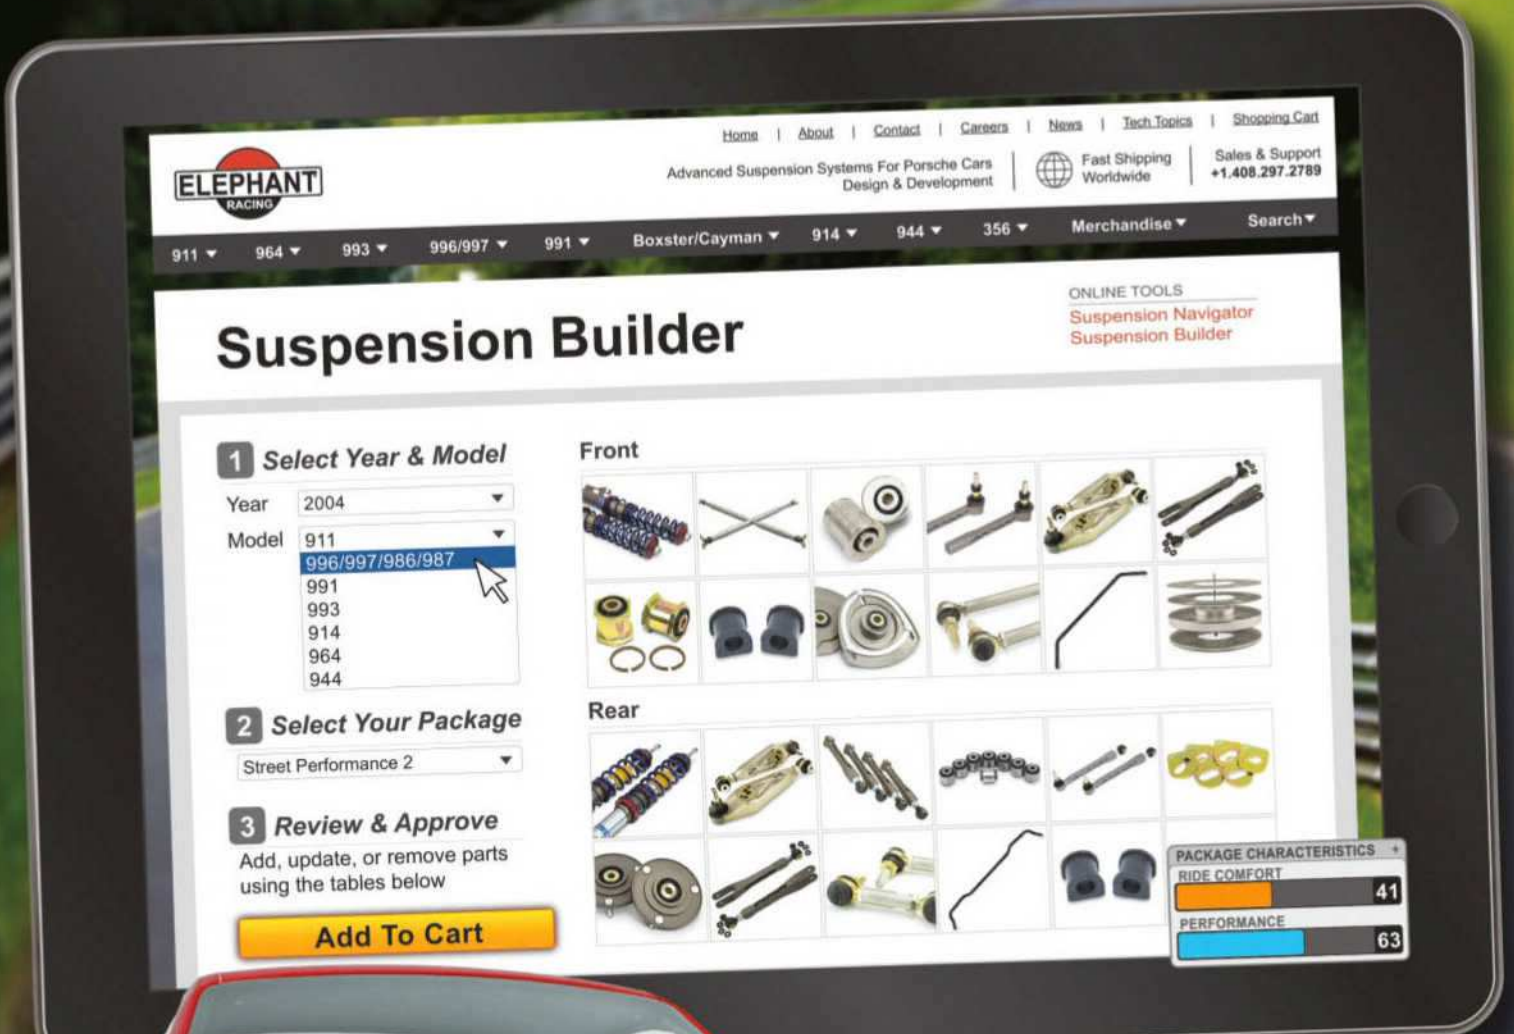 Home | About | Contact | Careers | News | Tech Topics | Shopping Cart
ELEPHANT
RACING
Advanced Suspension Systems For Porsche Cars
Design & Development
Fast Shipping
Worldwide
Sales & Support
+1.408.297.2789
911 964 993 996/997 991 Boxster/Cayman 914 944 356 Merchandise Search
Suspension Builder
ONLINE TOOLS
Suspension Navigator
Suspension Builder
1 Select Year & Model
Year 2004
Model 911
996/997/986/987
991
993
914
964
944
2 Select Your Package
Street Performance 2
3 Review & Approve
Add, update, or remove parts
using the tables below
Add To Cart
Front
Rear
PACKAGE CHARACTERISTICS +
RIDE COMFORT
41
PERFORMANCE
63